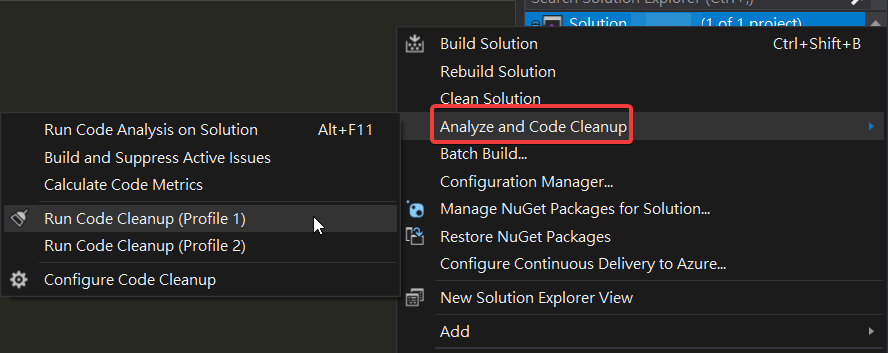 Search Solution Explorer (Ctrl+;)
Solution (1 of 1 project)
Build Solution Ctrl+Shift+B
Rebuild Solution
Clean Solution
Analyze and Code Cleanup
Batch Build...
Configuration Manager...
Manage NuGet Packages for Solution...
Restore NuGet Packages
Configure Continuous Delivery to Azure...
New Solution Explorer View
Add
Run Code Analysis on Solution Alt+F11
Build and Suppress Active Issues
Calculate Code Metrics
Run Code Cleanup (Profile 1)
Run Code Cleanup (Profile 2)
Configure Code Cleanup